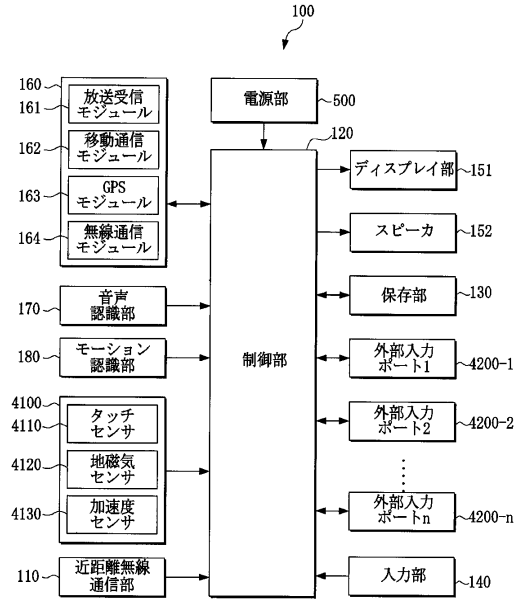 100
160
161
放送受信
モジュール
162
移動通信
モジュール
163
GPS
モジュール
164
無線通信
モジュール
電源部
500
120
制御部
ディスプレイ部
151
スピーカ
152
170
音声
認識部
保存部
130
180
モーション
認識部
外部入力
ポート1
4200-1
4100
4110
タッチ
センサ
外部入力
ポート2
4200-2
4120
地磁気
センサ
4130
加速度
センサ
外部入力
ポートn
4200-n
110
近距離無線
通信部
入力部
140